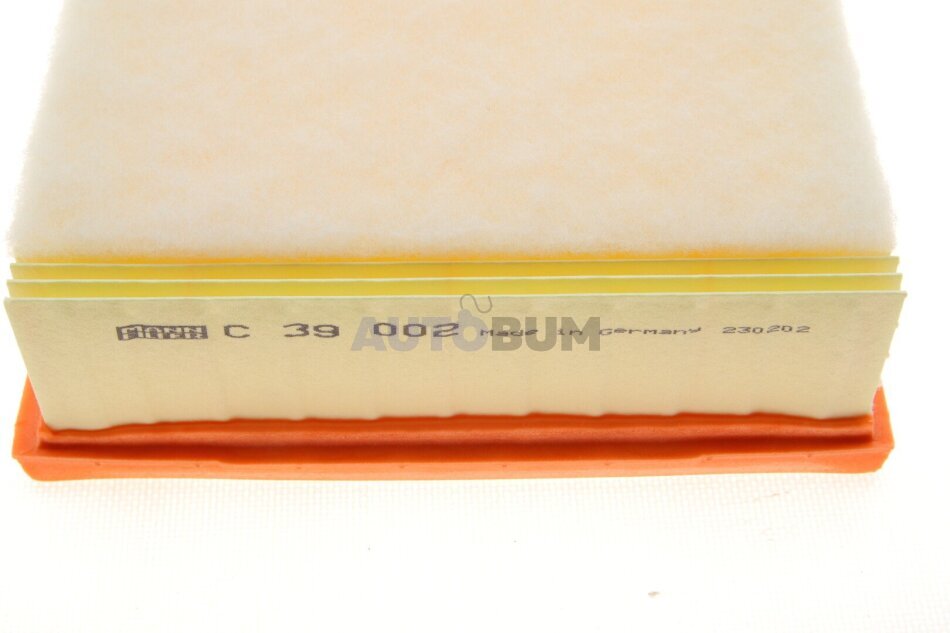 MANN FILTER C 39 002 Made in Germany 230202
AUTOBUM